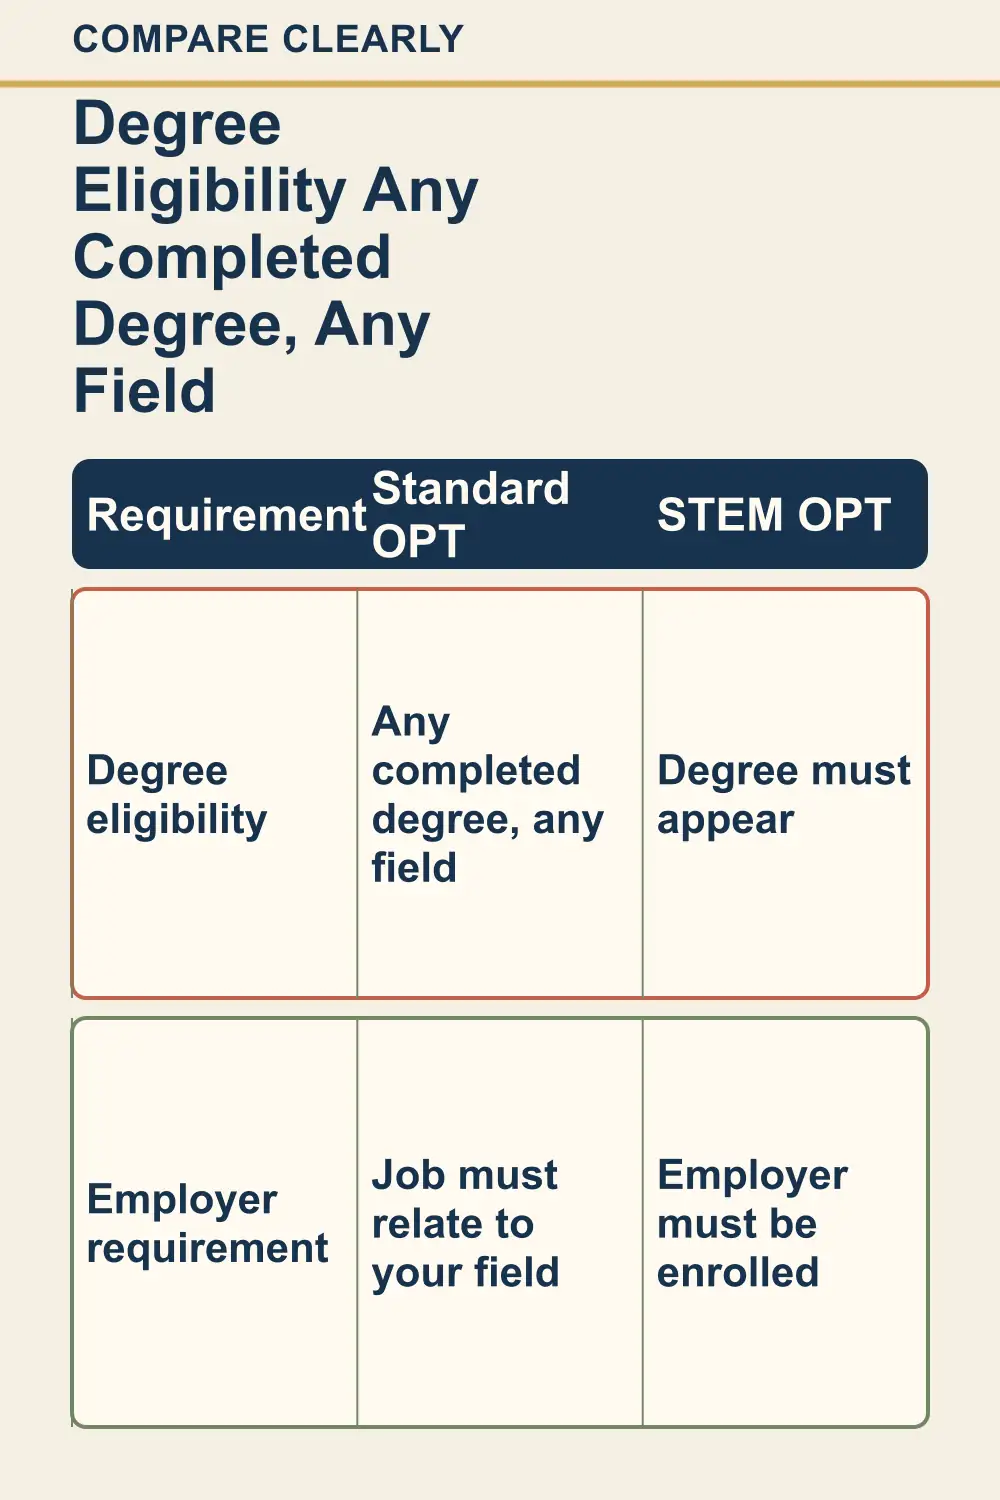 COMPARE CLEARLY
Degree
Eligibility Any
Completed
Degree, Any
Field
Requirement
Standard
OPT
STEM OPT
Degree
eligibility
Any
completed
degree, any
field
Degree must
appear
Employer
requirement
Job must
relate to
your field
Employer
must be
enrolled